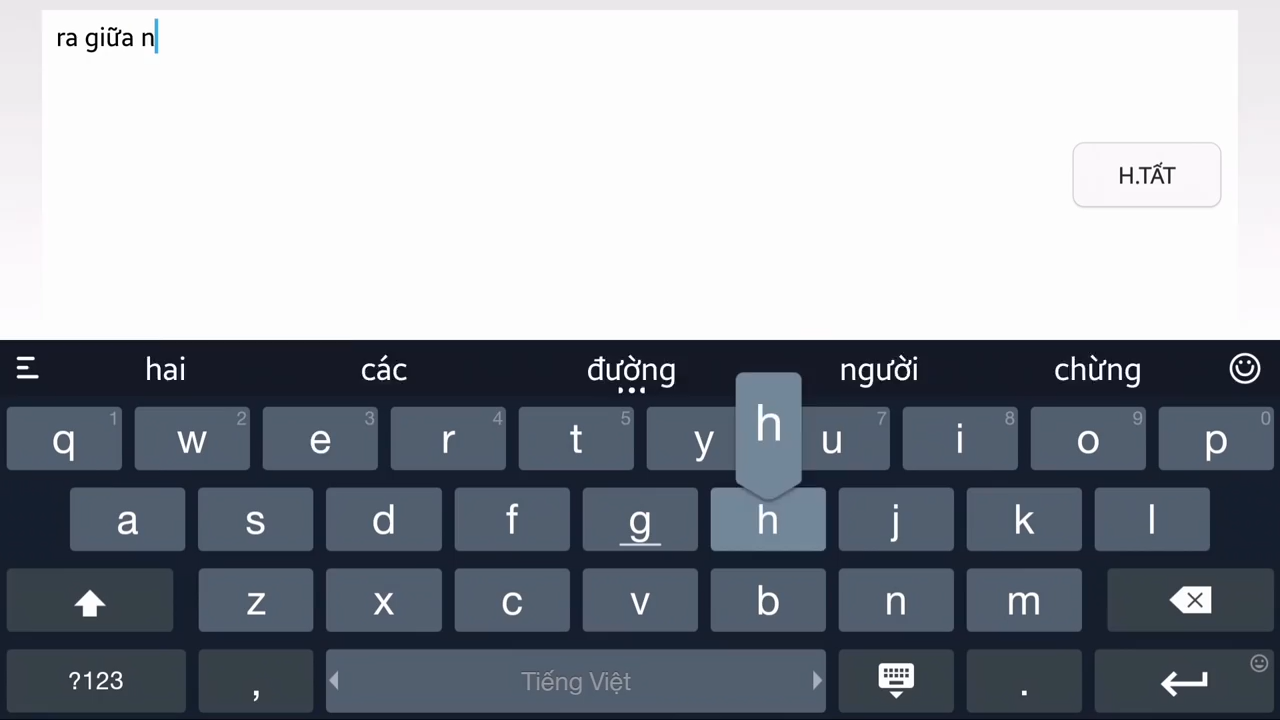 ra giữa n
H.TẤT
hai các đường người chừng
h
1 2 3 4 5 7 8 9 0
q w e r t y u i o p
a s d f g h j k l
z x c v b n m
?123 , Tiếng Việt .